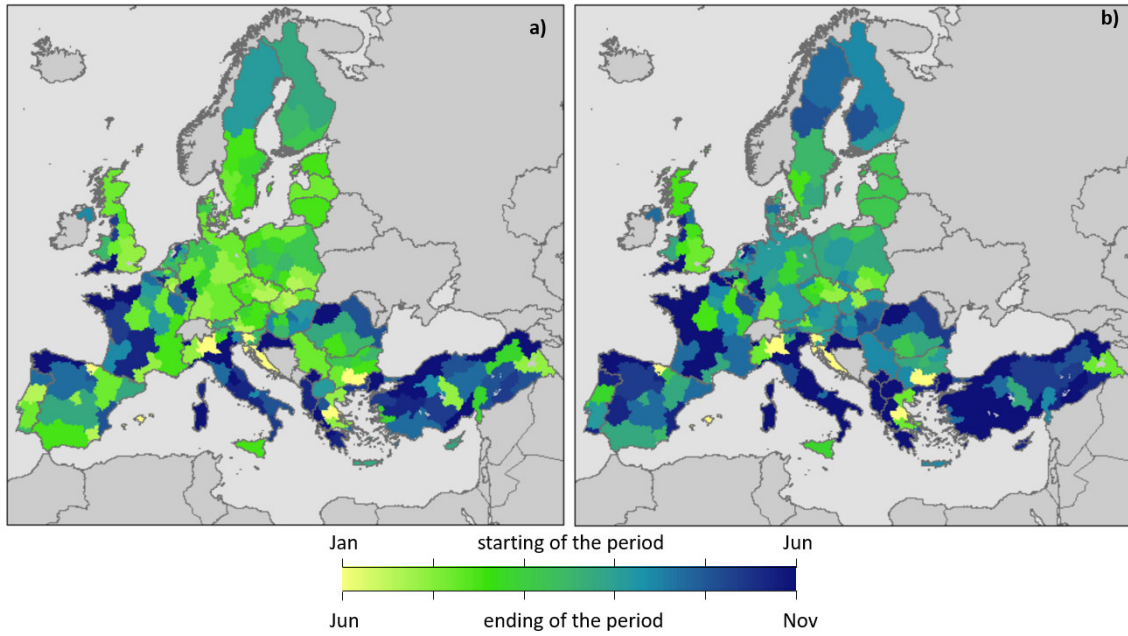 a)
b)
Jan starting of the period Jun
Jun ending of the period Nov